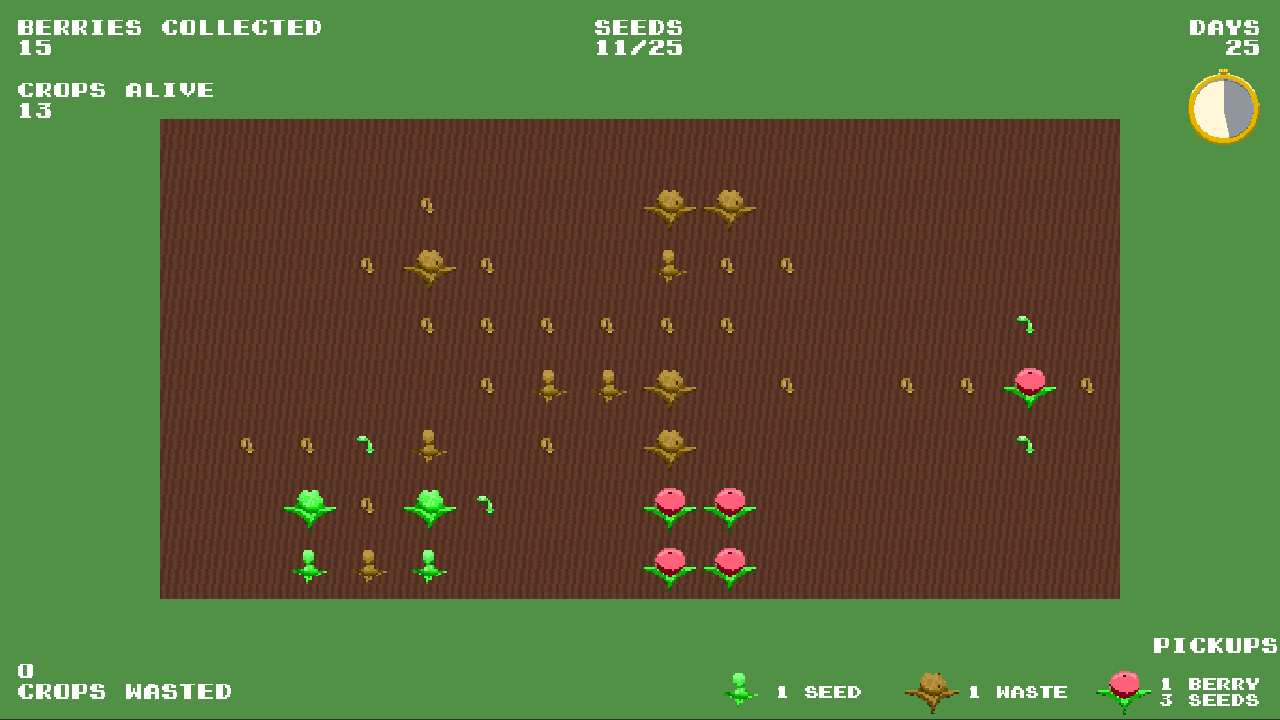 BERRIES COLLECTED
15
SEEDS
11/25
DAYS
25
CROPS ALIVE
13
PICKUPS
0
CROPS WASTED
1 SEED
1 WASTE
1 BERRY
3 SEEDS